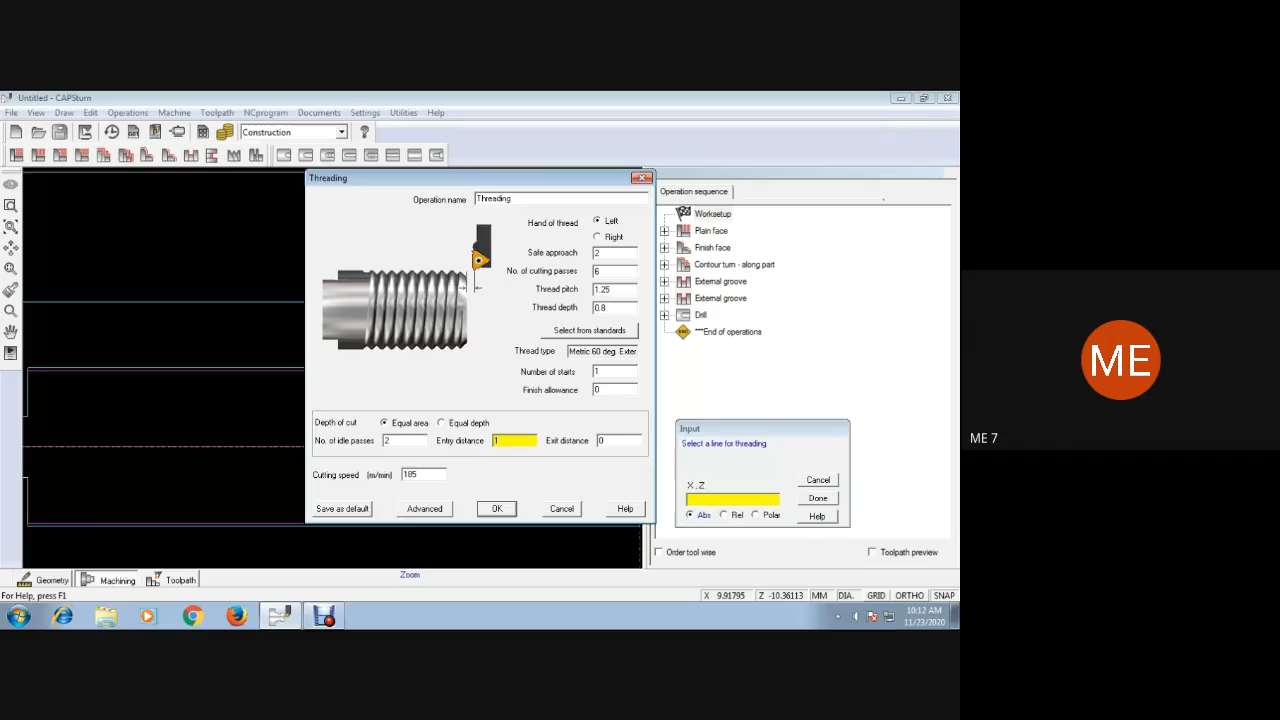 Untitled - CAPSturn
File View Draw Edit Operations Machine Toolpath NCprogram Documents Settings Utilities Help
Construction
Threading
Operation name Threading
Hand of thread Left
Right
Safe approach 2
No. of cutting passes 6
Thread pitch 1.25
Thread depth 0.8
Select from standards
Thread type Metric 60 deg. Exter
Number of starts 1
Finish allowance 0
Depth of cut Equal area Equal depth
No. of idle passes 2 Entry distance 1 Exit distance 0
Cutting speed (m/min) 185
Save as default Advanced OK Cancel Help
Operation sequence
Worksetup
Plain face
Finish face
Contour turn - along part
External groove
External groove
Drill
***End of operations
Input
Select a line for threading
X,Z
Cancel
Done
Help
Abs Rel Polar
Order tool wise Toolpath preview
Zoom
Geometry Machining Toolpath
For Help, press F1
X 9.91795 Z -10.36113 MM DIA. GRID ORTHO SNAP
10:12 AM
11/23/2020
ME
ME 7